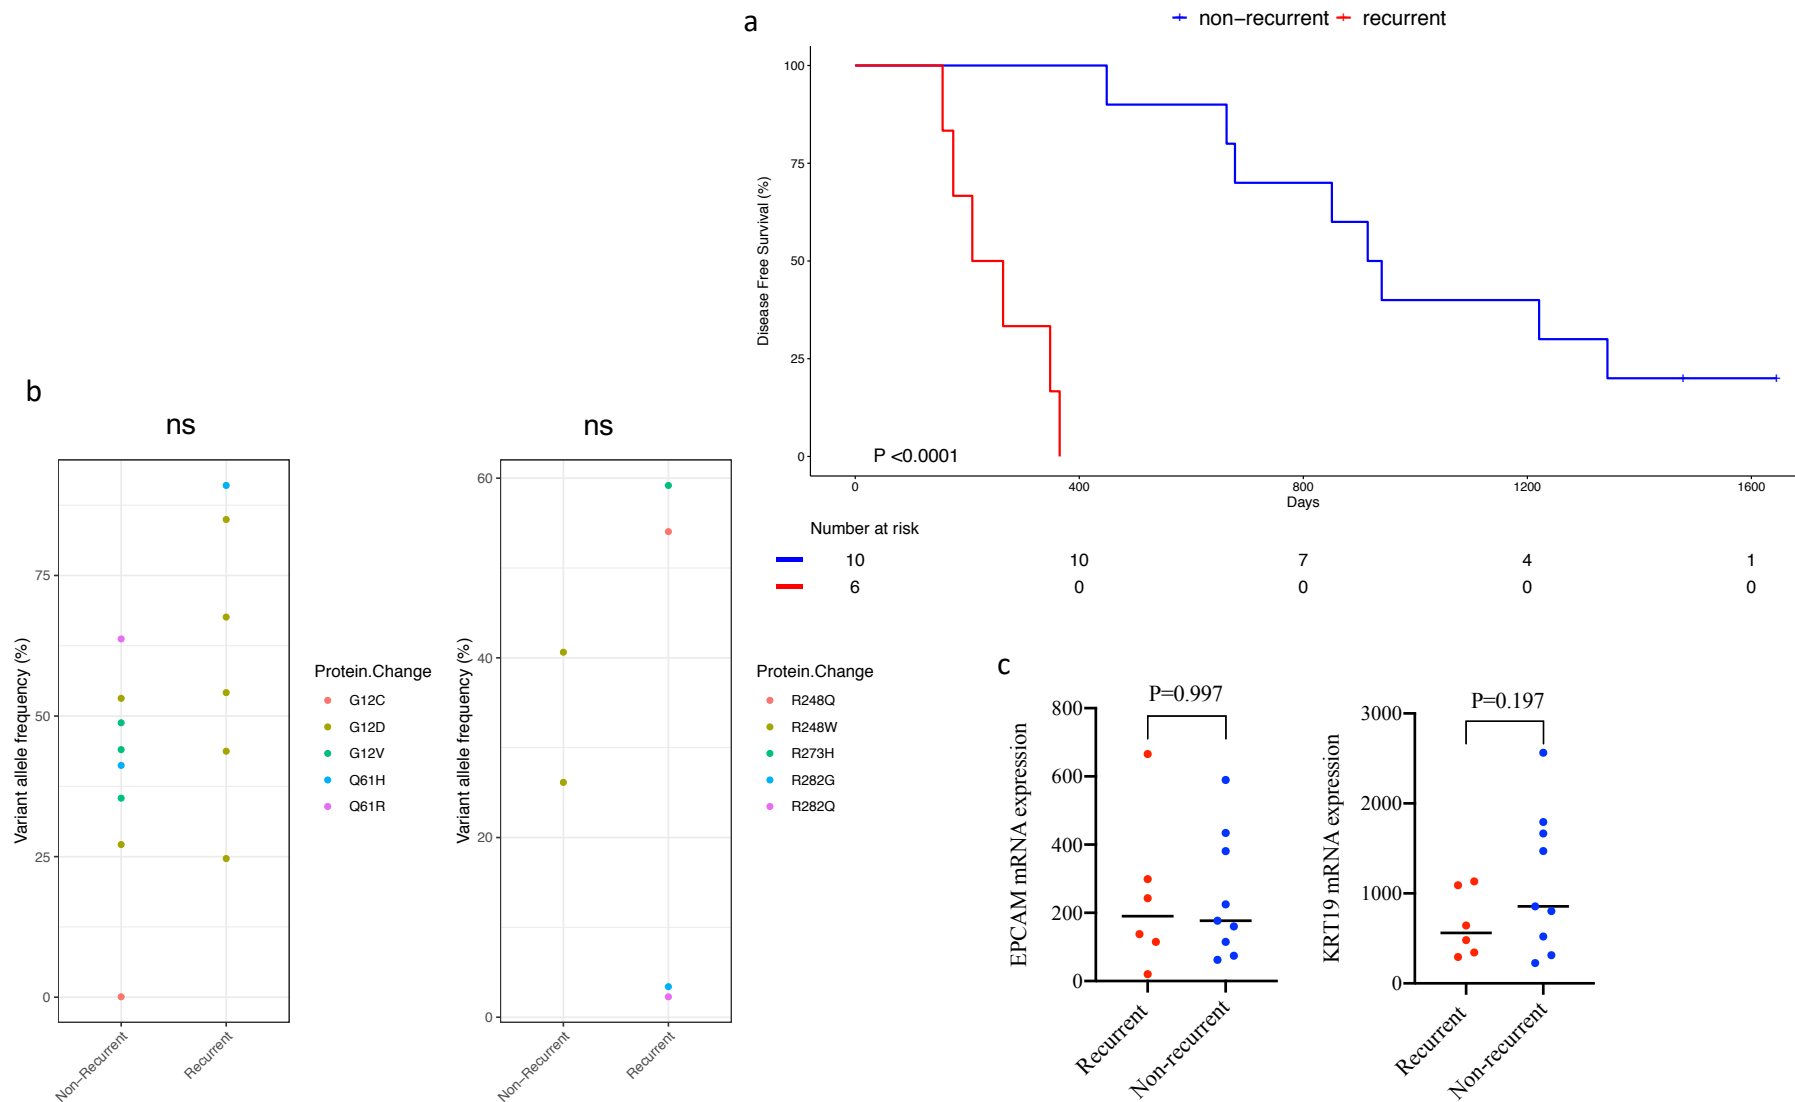 a
non-recurrent recurrent
100
75
50
25
0
Disease Free Survival (%)
P <0.0001
0 400 800 1200 1600
Days
Number at risk
10 10 7 4 1
6 0 0 0 0
b
ns
75
50
25
0
Variant allele frequency (%)
Non-Recurrent
Recurrent
Protein.Change
G12C
G12D
G12V
Q61H
Q61R
ns
60
40
20
0
Variant allele frequency (%)
Non-Recurrent
Recurrent
Protein.Change
R248Q
R248W
R273H
R282G
R282Q
c
P=0.997
800
600
400
200
0
EPCAM mRNA expression
Recurrent
Non-recurrent
P=0.197
3000
2000
1000
0
KRT19 mRNA expression
Recurrent
Non-recurrent